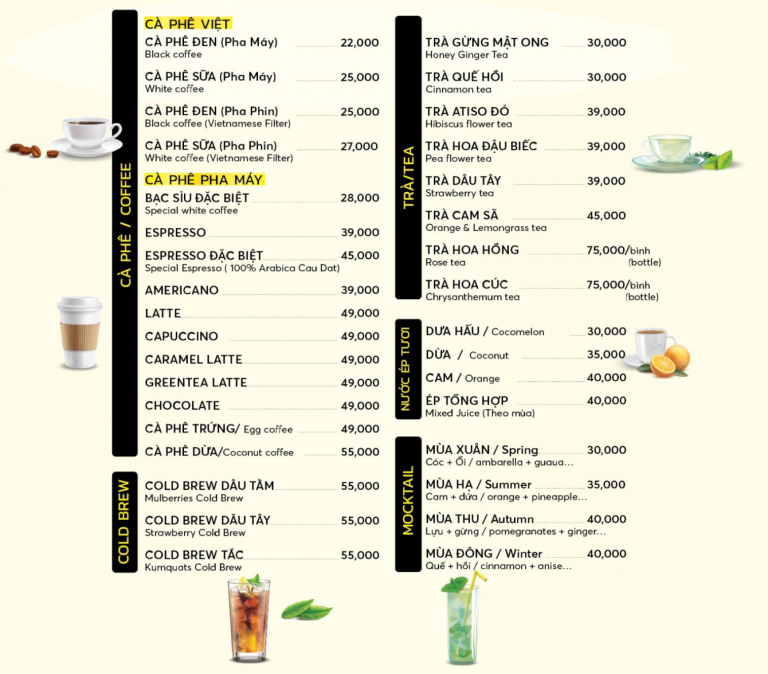 CÀ PHÊ / COFFEE
CÀ PHÊ VIỆT
CÀ PHÊ ĐEN (Pha Máy) 22,000
Black coffee
CÀ PHÊ SỮA (Pha Máy) 25,000
White coffee
CÀ PHÊ ĐEN (Pha Phin) 25,000
Black coffee (Vietnamese Filter)
CÀ PHÊ SỮA (Pha Phin) 27,000
White coffee (Vietnamese Filter)
CÀ PHÊ PHA MÁY
BẠC SỈU ĐẶC BIỆT 28,000
Special white coffee
ESPRESSO 39,000
ESPRESSO ĐẶC BIỆT 45,000
Special Espresso ( 100% Arabica Cau Dat)
AMERICANO 39,000
LATTE 49,000
CAPUCCINO 49,000
CARAMEL LATTE 49,000
GREENTEA LATTE 49,000
CHOCOLATE 49,000
CÀ PHÊ TRỨNG/ Egg coffee 49,000
CÀ PHÊ DỪA/Coconut coffee 55,000
COLD BREW
COLD BREW DÂU TẰM 55,000
Mulberries Cold Brew
COLD BREW DÂU TÂY 55,000
Strawberry Cold Brew
COLD BREW TẮC 55,000
Kumquats Cold Brew
TRÀ/TEA
TRÀ GỪNG MẬT ONG 30,000
Honey Ginger Tea
TRÀ QUẾ HỒI 30,000
Cinnamon tea
TRÀ ATISO ĐỎ 39,000
Hibiscus flower tea
TRÀ HOA ĐẬU BIẾC 39,000
Pea flower tea
TRÀ DÂU TÂY 39,000
Strawberry tea
TRÀ CAM SẢ 45,000
Orange & Lemongrass tea
TRÀ HOA HỒNG 75,000/bình
Rose tea (bottle)
TRÀ HOA CÚC 75,000/bình
Chrysanthemum tea (bottle)
NƯỚC ÉP TƯƠI
DƯA HẤU / Cocomelon 30,000
DỪA / Coconut 35,000
CAM / Orange 40,000
ÉP TỔNG HỢP 40,000
Mixed Juice (Theo mùa)
MOCKTAIL
MÙA XUÂN / Spring 30,000
Cóc + Ổi / ambarella + guaua...
MÙA HẠ / Summer 35,000
Cam + dứa / orange + pineapple...
MÙA THU / Autumn 40,000
Lựu + gừng / pomegranates + ginger...
MÙA ĐÔNG / Winter 40,000
Quế + hồi / cinnamon + anise...